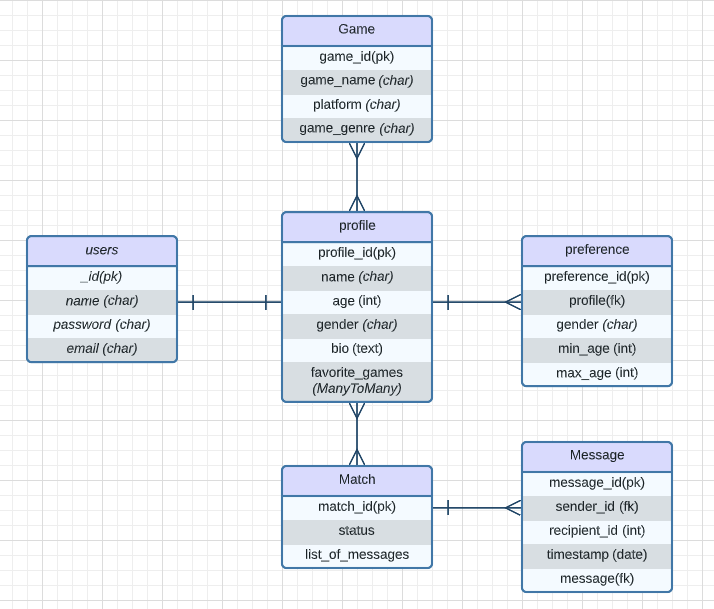 Game
game_id(pk)
game_name (char)
platform (char)
game_genre (char)
profile
profile_id(pk)
name (char)
age (int)
gender (char)
bio (text)
favorite_games
(ManyToMany)
users
_id(pk)
name (char)
password (char)
email (char)
preference
preference_id(pk)
profile(fk)
gender (char)
min_age (int)
max_age (int)
Match
match_id(pk)
status
list_of_messages
Message
message_id(pk)
sender_id (fk)
recipient_id (int)
timestamp (date)
message(fk)